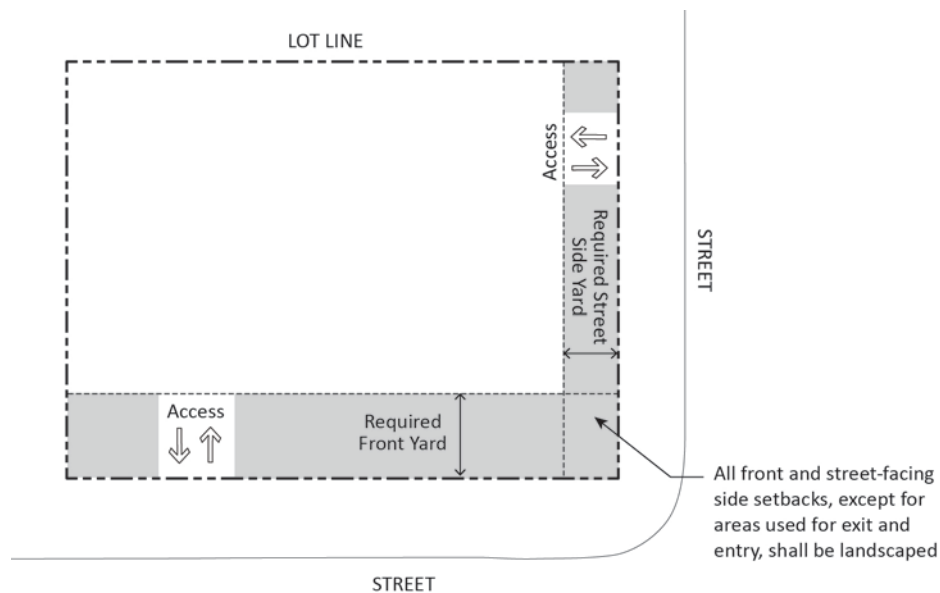 LOT LINE
Access
Required Street
Side Yard
STREET
Access
Required
Front Yard
All front and street-facing
side setbacks, except for
areas used for exit and
entry, shall be landscaped
STREET